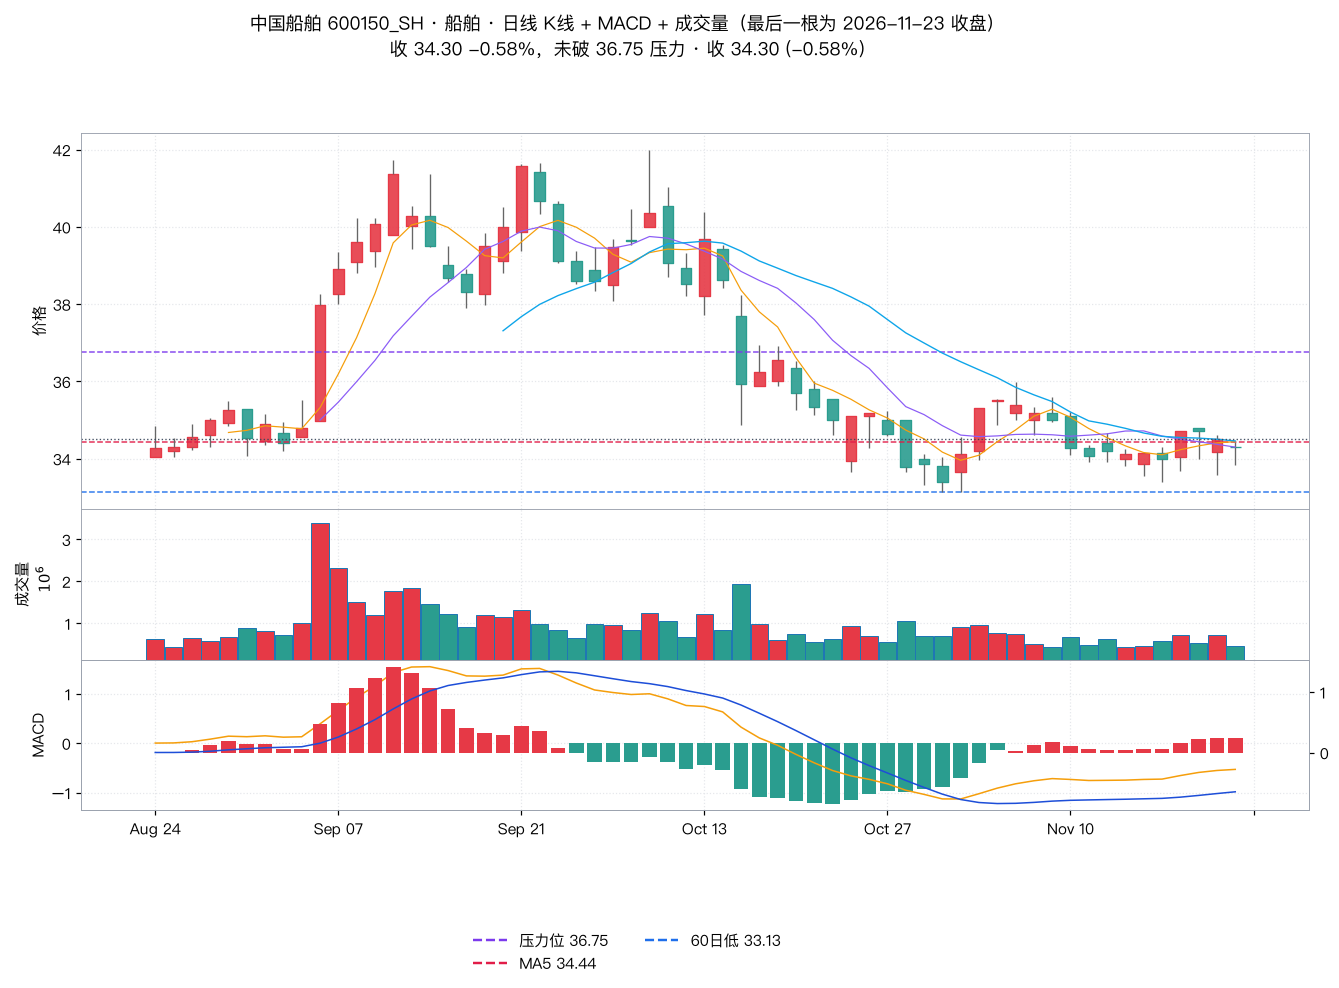 中国船舶 600150_SH · 船舶 · 日线 K线 + MACD + 成交量（最后一根为 2026-11-23 收盘）
收 34.30 −0.58%，未破 36.75 压力 · 收 34.30 (−0.58%)
价格
42
40
38
36
34
成交量
10⁶
3
2
1
MACD
1
0
−1
1
0
Aug 24
Sep 07
Sep 21
Oct 13
Oct 27
Nov 10
压力位 36.75
60日低 33.13
MA5 34.44